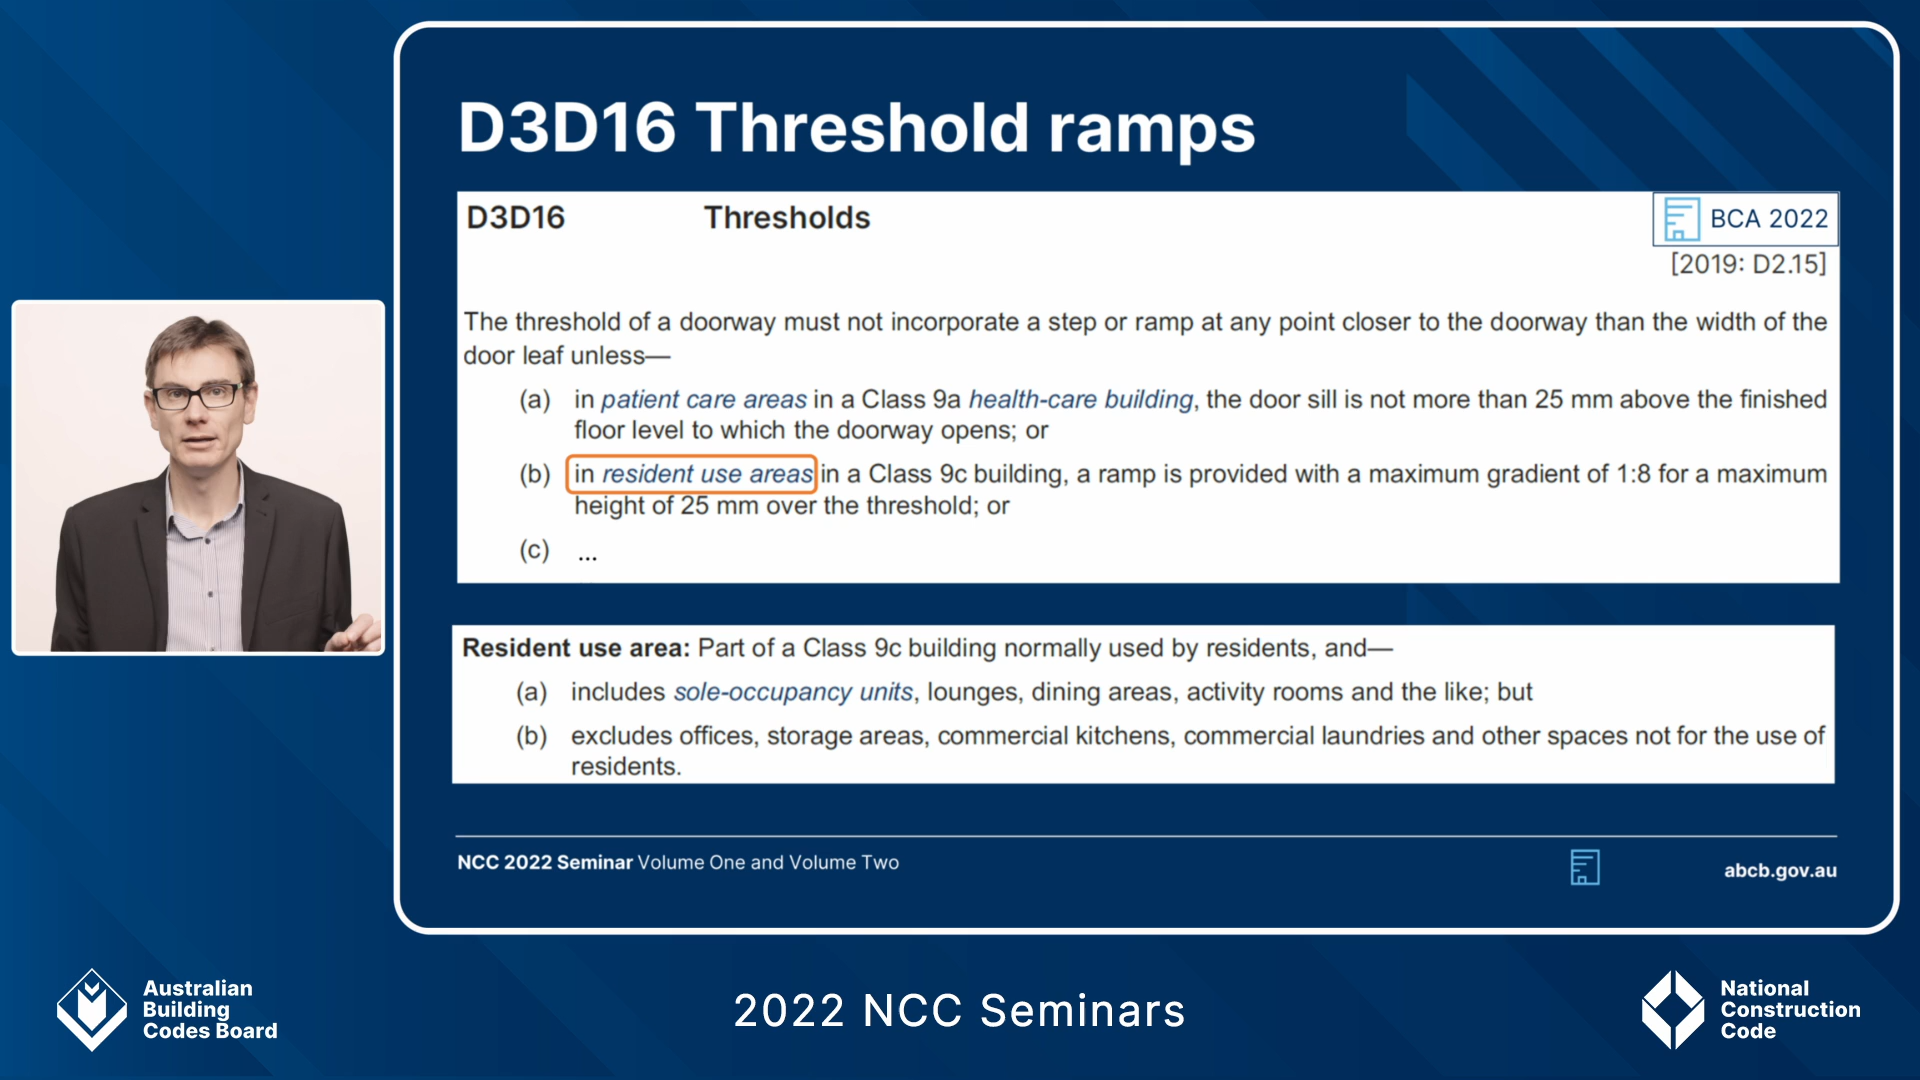 D3D16 Threshold ramps
D3D16 Thresholds
BCA 2022
[2019: D2.15]
The threshold of a doorway must not incorporate a step or ramp at any point closer to the doorway than the width of the
door leaf unless—
(a) in patient care areas in a Class 9a health-care building, the door sill is not more than 25 mm above the finished
floor level to which the doorway opens; or
(b) in resident use areas in a Class 9c building, a ramp is provided with a maximum gradient of 1:8 for a maximum
height of 25 mm over the threshold; or
(c) ...
Resident use area: Part of a Class 9c building normally used by residents, and—
(a) includes sole-occupancy units, lounges, dining areas, activity rooms and the like; but
(b) excludes offices, storage areas, commercial kitchens, commercial laundries and other spaces not for the use of
residents.
NCC 2022 Seminar Volume One and Volume Two
abcb.gov.au
Australian
Building
Codes Board
2022 NCC Seminars
National
Construction
Code